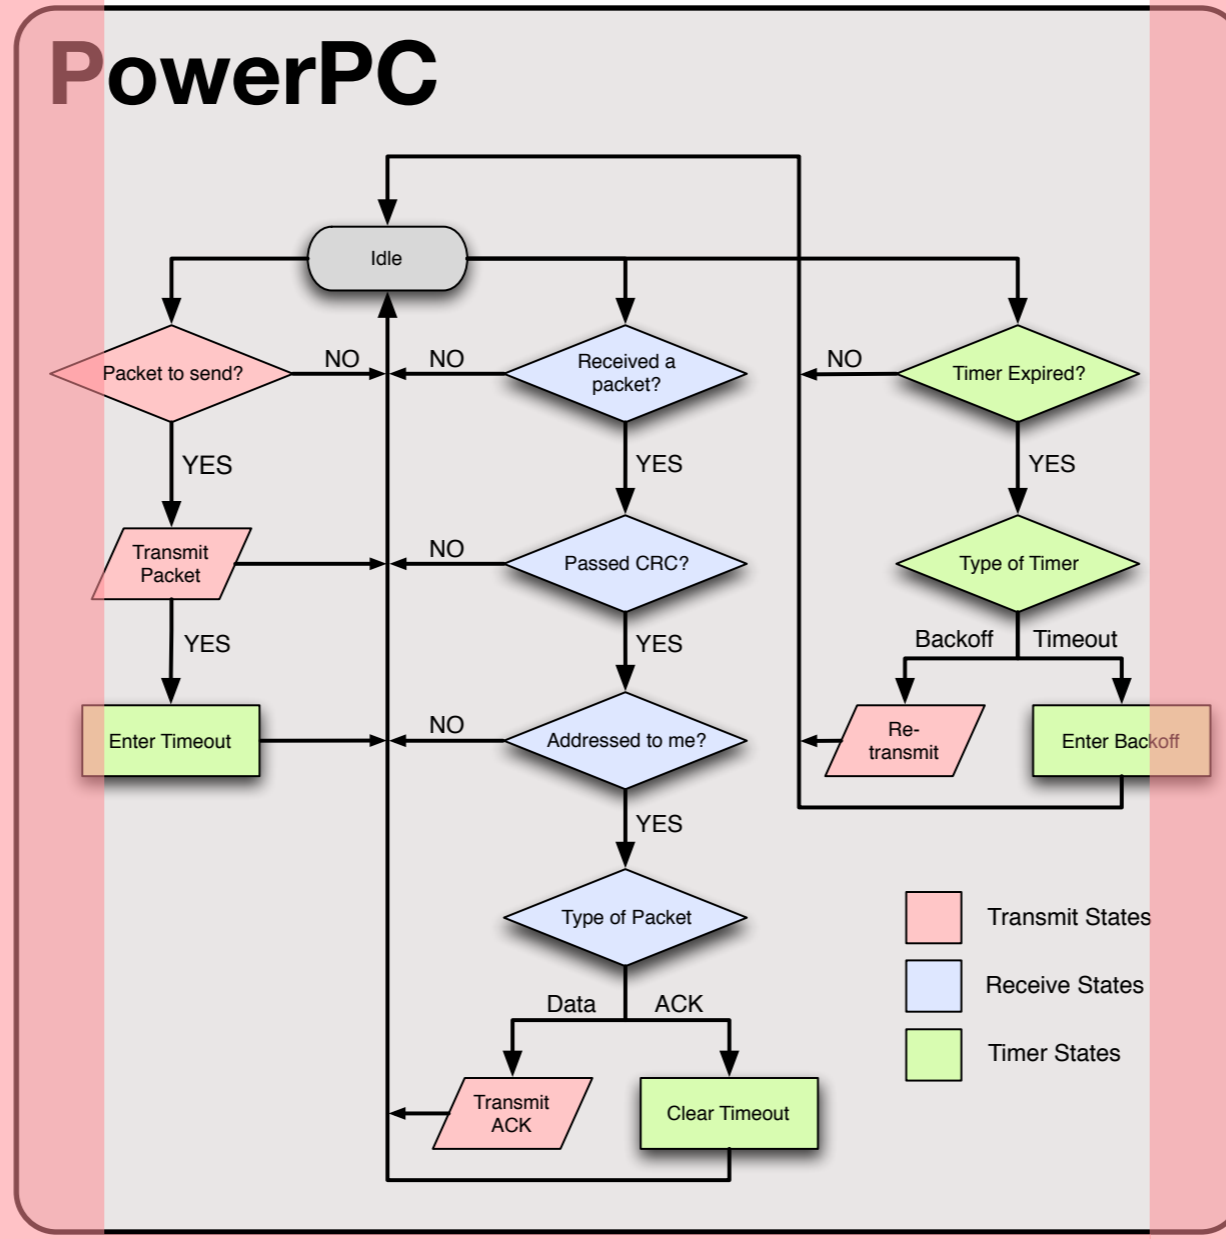 PowerPC
Idle
Packet to send?
NO
NO
Received a
packet?
NO
Timer Expired?
YES
YES
YES
Transmit
Packet
NO
Passed CRC?
Type of Timer
YES
YES
Backoff
Timeout
Enter Timeout
NO
Addressed to me?
Re-
transmit
Enter Backoff
YES
Type of Packet
Transmit States
Receive States
Timer States
Data
ACK
Transmit
ACK
Clear Timeout